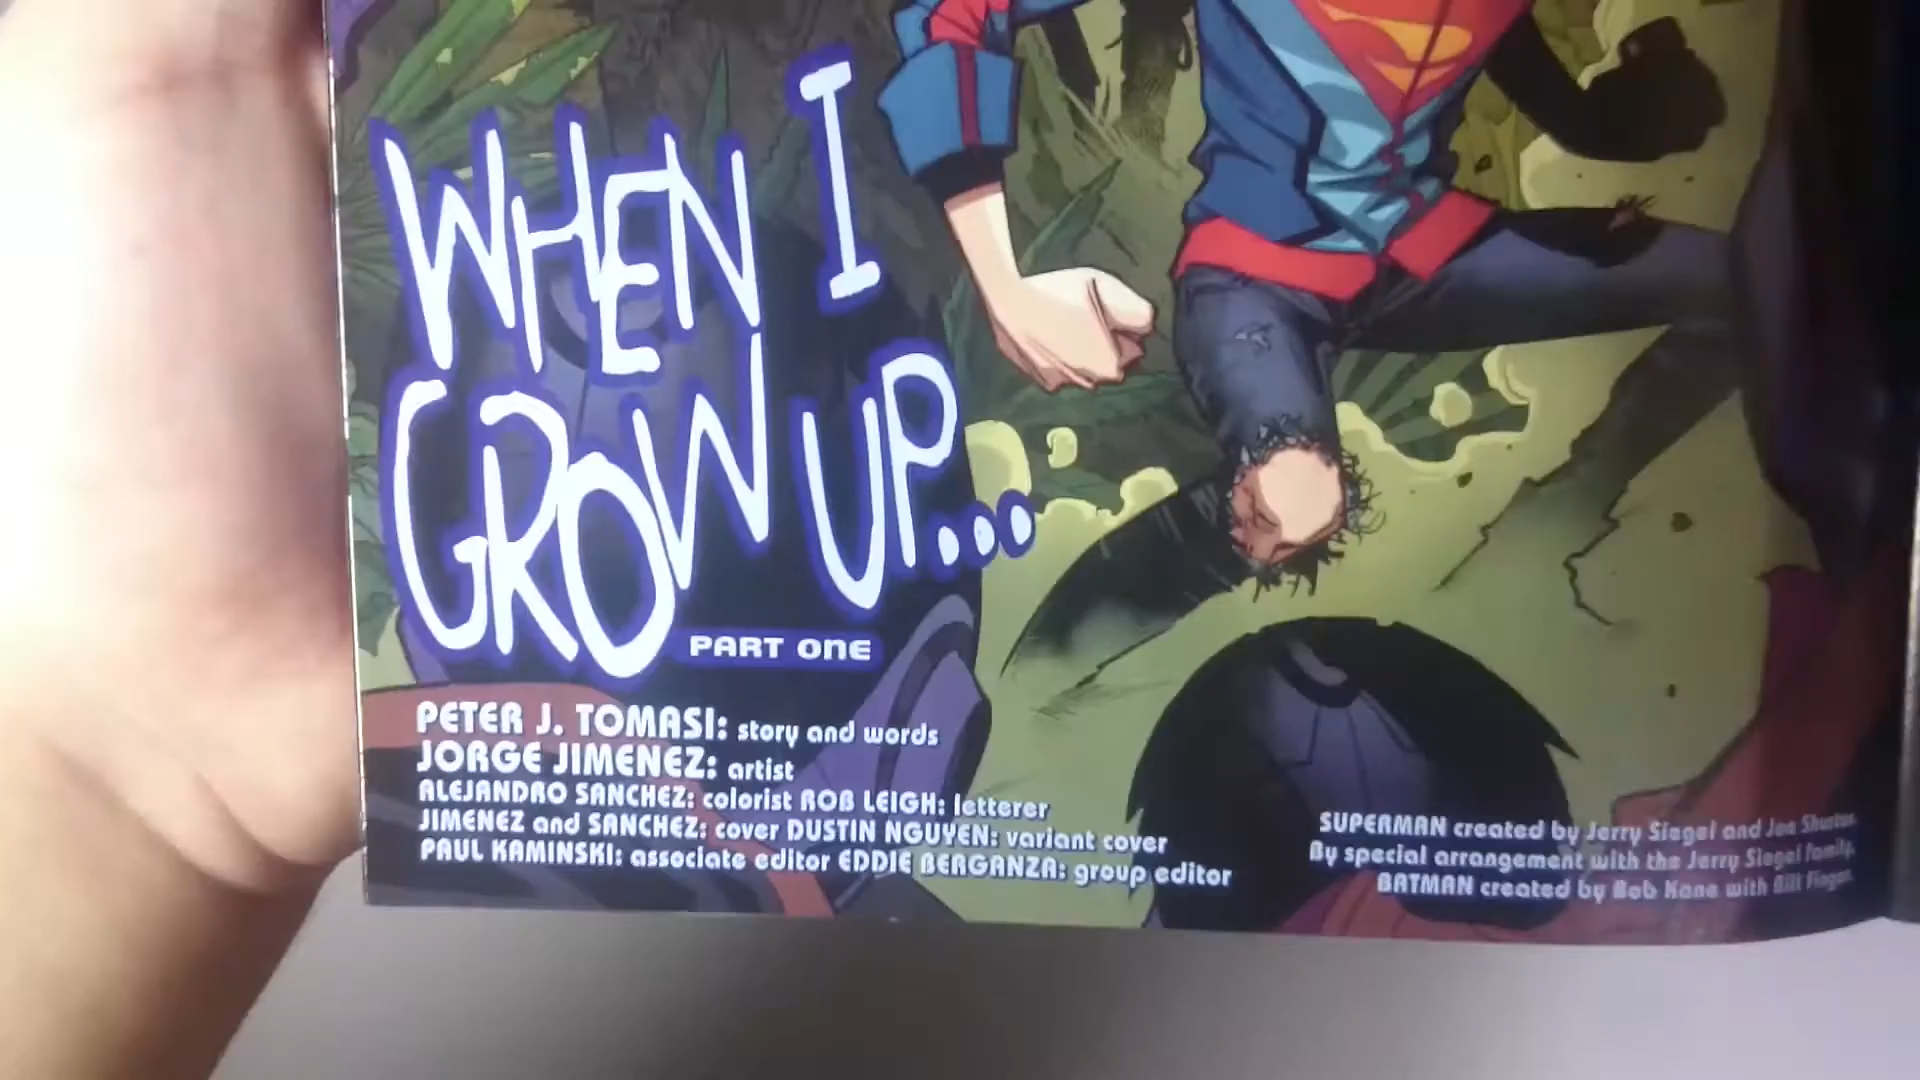 WHEN I
GROW UP...
PART ONE
PETER J. TOMASI: story and words
JORGE JIMENEZ: artist
ALEJANDRO SANCHEZ: colorist ROB LEIGH: letterer
JIMENEZ and SANCHEZ: cover DUSTIN NGUYEN: variant cover
PAUL KAMINSKI: associate editor EDDIE BERGANZA: group editor
SUPERMAN created by Jerry Siegel and Joe Shuster.
By special arrangement with the Jerry Siegel family.
BATMAN created by Bob Kane with Bill Finger.